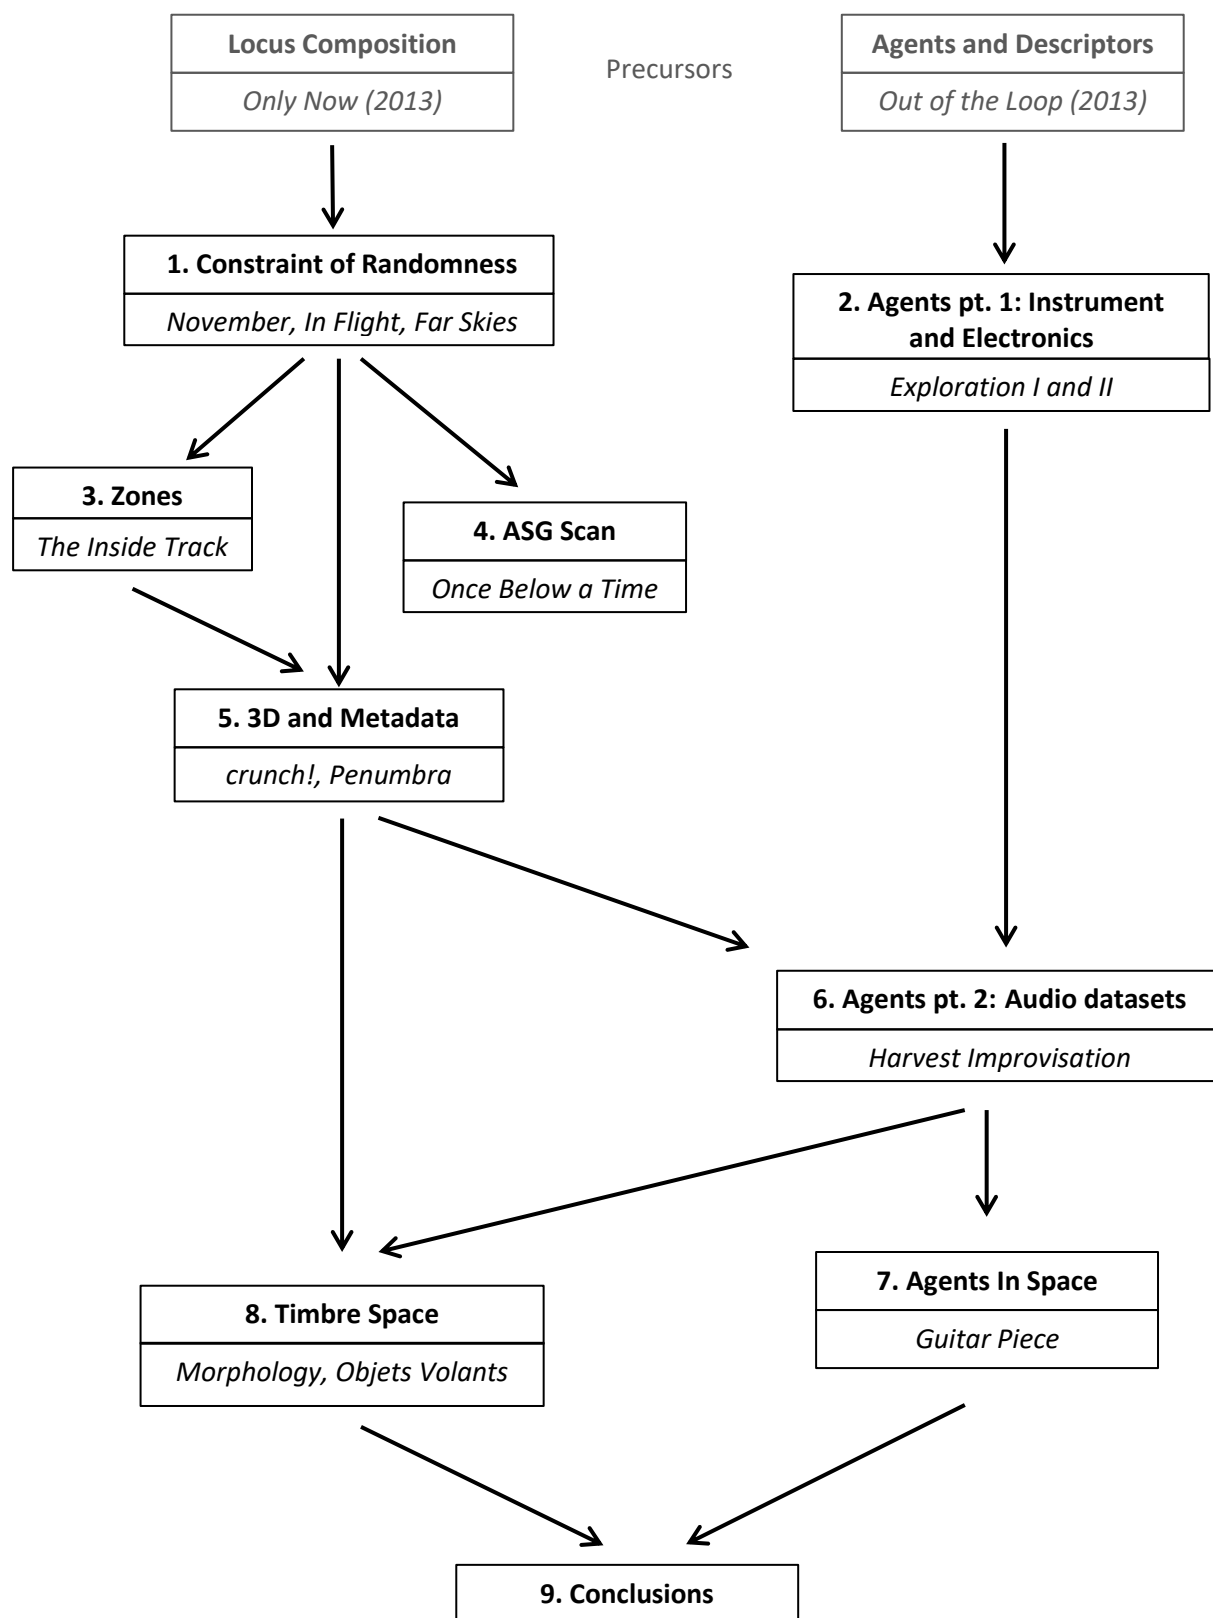 Locus Composition
Only Now (2013)
Precursors
Agents and Descriptors
Out of the Loop (2013)
1. Constraint of Randomness
November, In Flight, Far Skies
2. Agents pt. 1: Instrument
and Electronics
Exploration I and II
3. Zones
The Inside Track
4. ASG Scan
Once Below a Time
5. 3D and Metadata
crunch!, Penumbra
6. Agents pt. 2: Audio datasets
Harvest Improvisation
7. Agents In Space
Guitar Piece
8. Timbre Space
Morphology, Objets Volants
9. Conclusions